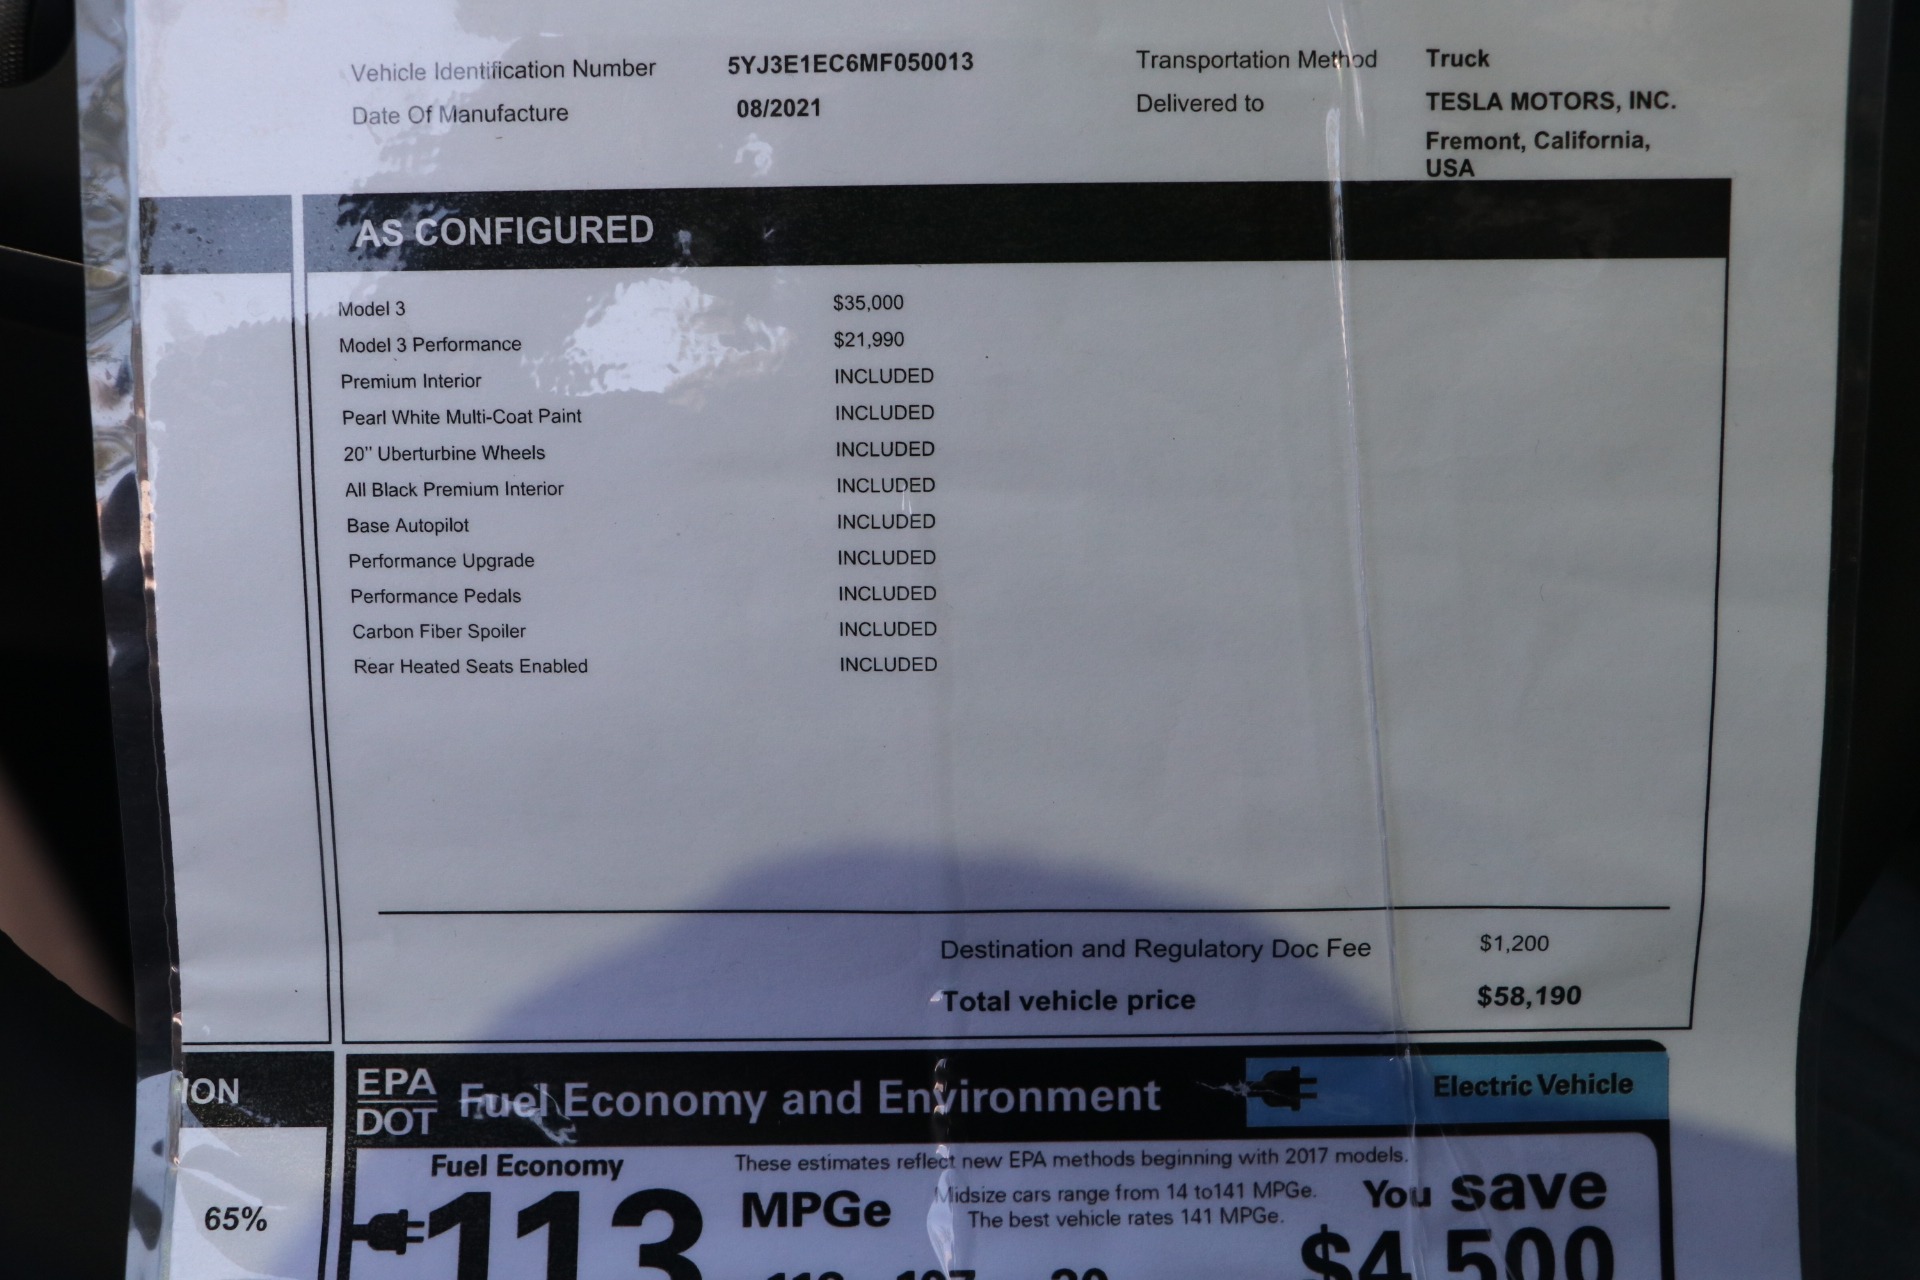 Vehicle Identification Number 5YJ3E1EC6MF050013 Transportation Method Truck
Date Of Manufacture 08/2021 Delivered to TESLA MOTORS, INC.
Fremont, California,
USA
AS CONFIGURED
Model 3 $35,000
Model 3 Performance $21,990
Premium Interior INCLUDED
Pearl White Multi-Coat Paint INCLUDED
20" Uberturbine Wheels INCLUDED
All Black Premium Interior INCLUDED
Base Autopilot INCLUDED
Performance Upgrade INCLUDED
Performance Pedals INCLUDED
Carbon Fiber Spoiler INCLUDED
Rear Heated Seats Enabled INCLUDED
Destination and Regulatory Doc Fee $1,200
Total vehicle price $58,190
ION
65%
EPA
DOT
Fuel Economy and Environment
Electric Vehicle
Fuel Economy
These estimates reflect new EPA methods beginning with 2017 models.
113 MPGe
Midsize cars range from 14 to141 MPGe.
The best vehicle rates 141 MPGe.
You save
$4,500